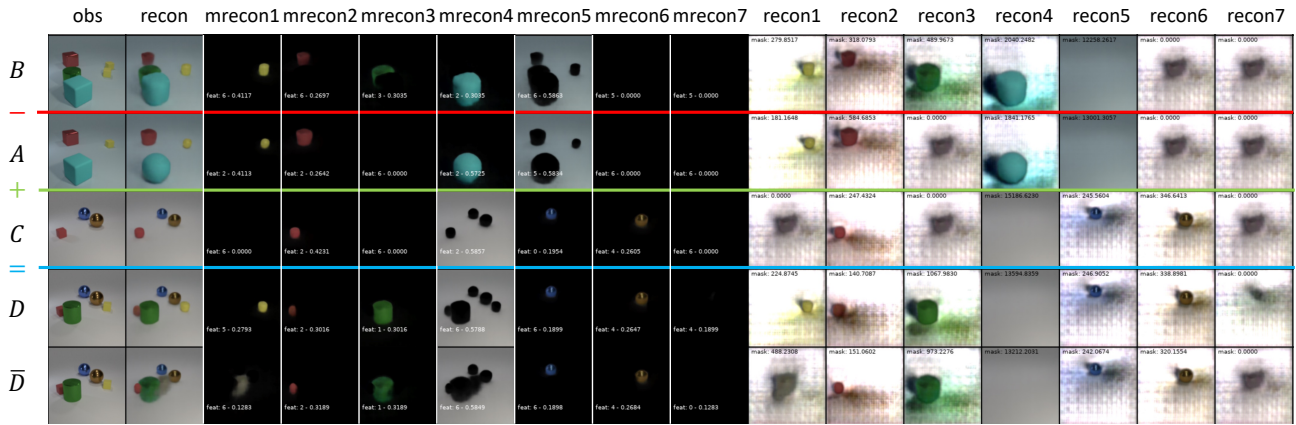 obs recon mrecon1 mrecon2 mrecon3 mrecon4 mrecon5 mrecon6 mrecon7 recon1 recon2 recon3 recon4 recon5 recon6 recon7
B
mask: 279.8517 mask: 318.0793 mask: 489.9673 mask: 2040.2482 mask: 12258.2617 mask: 0.0000 mask: 0.0000
feat: 6 - 0.4117 feat: 6 - 0.2697 feat: 3 - 0.3035 feat: 2 - 0.3035 feat: 6 - 0.5863 feat: 5 - 0.0000 feat: 5 - 0.0000
−
A
mask: 181.1648 mask: 584.6853 mask: 0.0000 mask: 1841.1765 mask: 13001.3057 mask: 0.0000 mask: 0.0000
feat: 2 - 0.4113 feat: 2 - 0.2642 feat: 6 - 0.0000 feat: 2 - 0.5725 feat: 5 - 0.5834 feat: 6 - 0.0000 feat: 6 - 0.0000
+
C
mask: 0.0000 mask: 247.4324 mask: 0.0000 mask: 15186.6230 mask: 245.5604 mask: 346.6413 mask: 0.0000
feat: 6 - 0.0000 feat: 2 - 0.4231 feat: 6 - 0.0000 feat: 2 - 0.5857 feat: 0 - 0.1954 feat: 4 - 0.2605 feat: 6 - 0.0000
=
D
mask: 224.8745 mask: 140.7087 mask: 1067.9830 mask: 13594.8359 mask: 246.9052 mask: 338.8981 mask: 0.0000
feat: 5 - 0.2793 feat: 2 - 0.3016 feat: 1 - 0.3016 feat: 6 - 0.5788 feat: 6 - 0.1899 feat: 4 - 0.2647 feat: 4 - 0.1899
D̅
mask: 488.2308 mask: 151.0602 mask: 973.2276 mask: 13212.2031 mask: 242.0674 mask: 320.1554 mask: 0.0000
feat: 6 - 0.1283 feat: 2 - 0.3189 feat: 1 - 0.3189 feat: 6 - 0.5849 feat: 6 - 0.1898 feat: 4 - 0.2684 feat: 0 - 0.1283